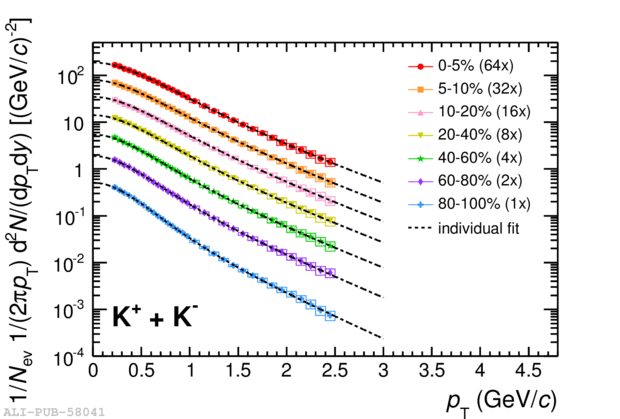 1/N_ev 1/(2πp_T) d²N/(dp_Tdy) [(GeV/c)⁻²]
10²
10
1
10⁻¹
10⁻²
10⁻³
10⁻⁴
0-5% (64x)
5-10% (32x)
10-20% (16x)
20-40% (8x)
40-60% (4x)
60-80% (2x)
80-100% (1x)
individual fit
K⁺ + K⁻
0 0.5 1 1.5 2 2.5 3 3.5 4 4.5
p_T (GeV/c)
ALI-PUB-58041